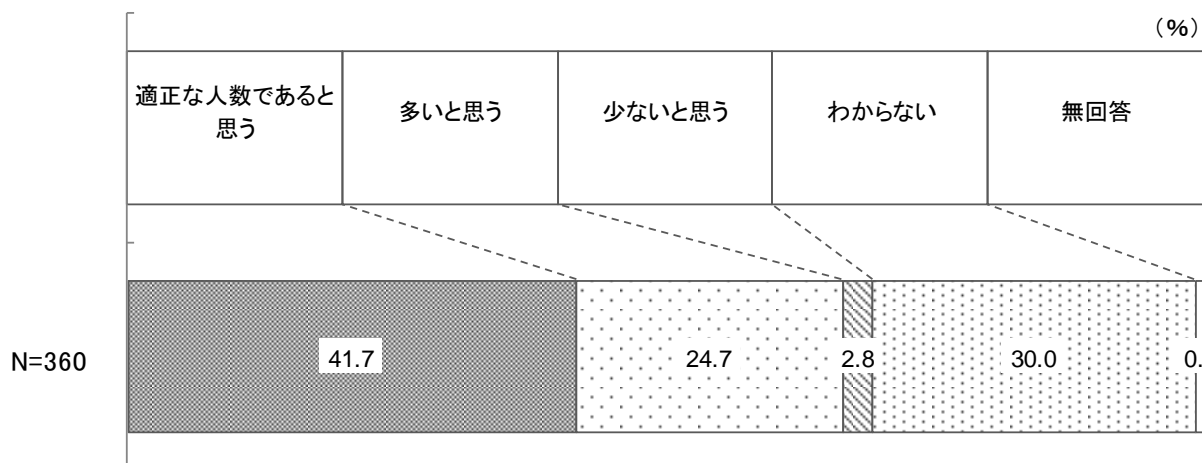 (%)
適正な人数であると
思う
多いと思う
少ないと思う
わからない
無回答
N=360
41.7
24.7
2.8
30.0
0.